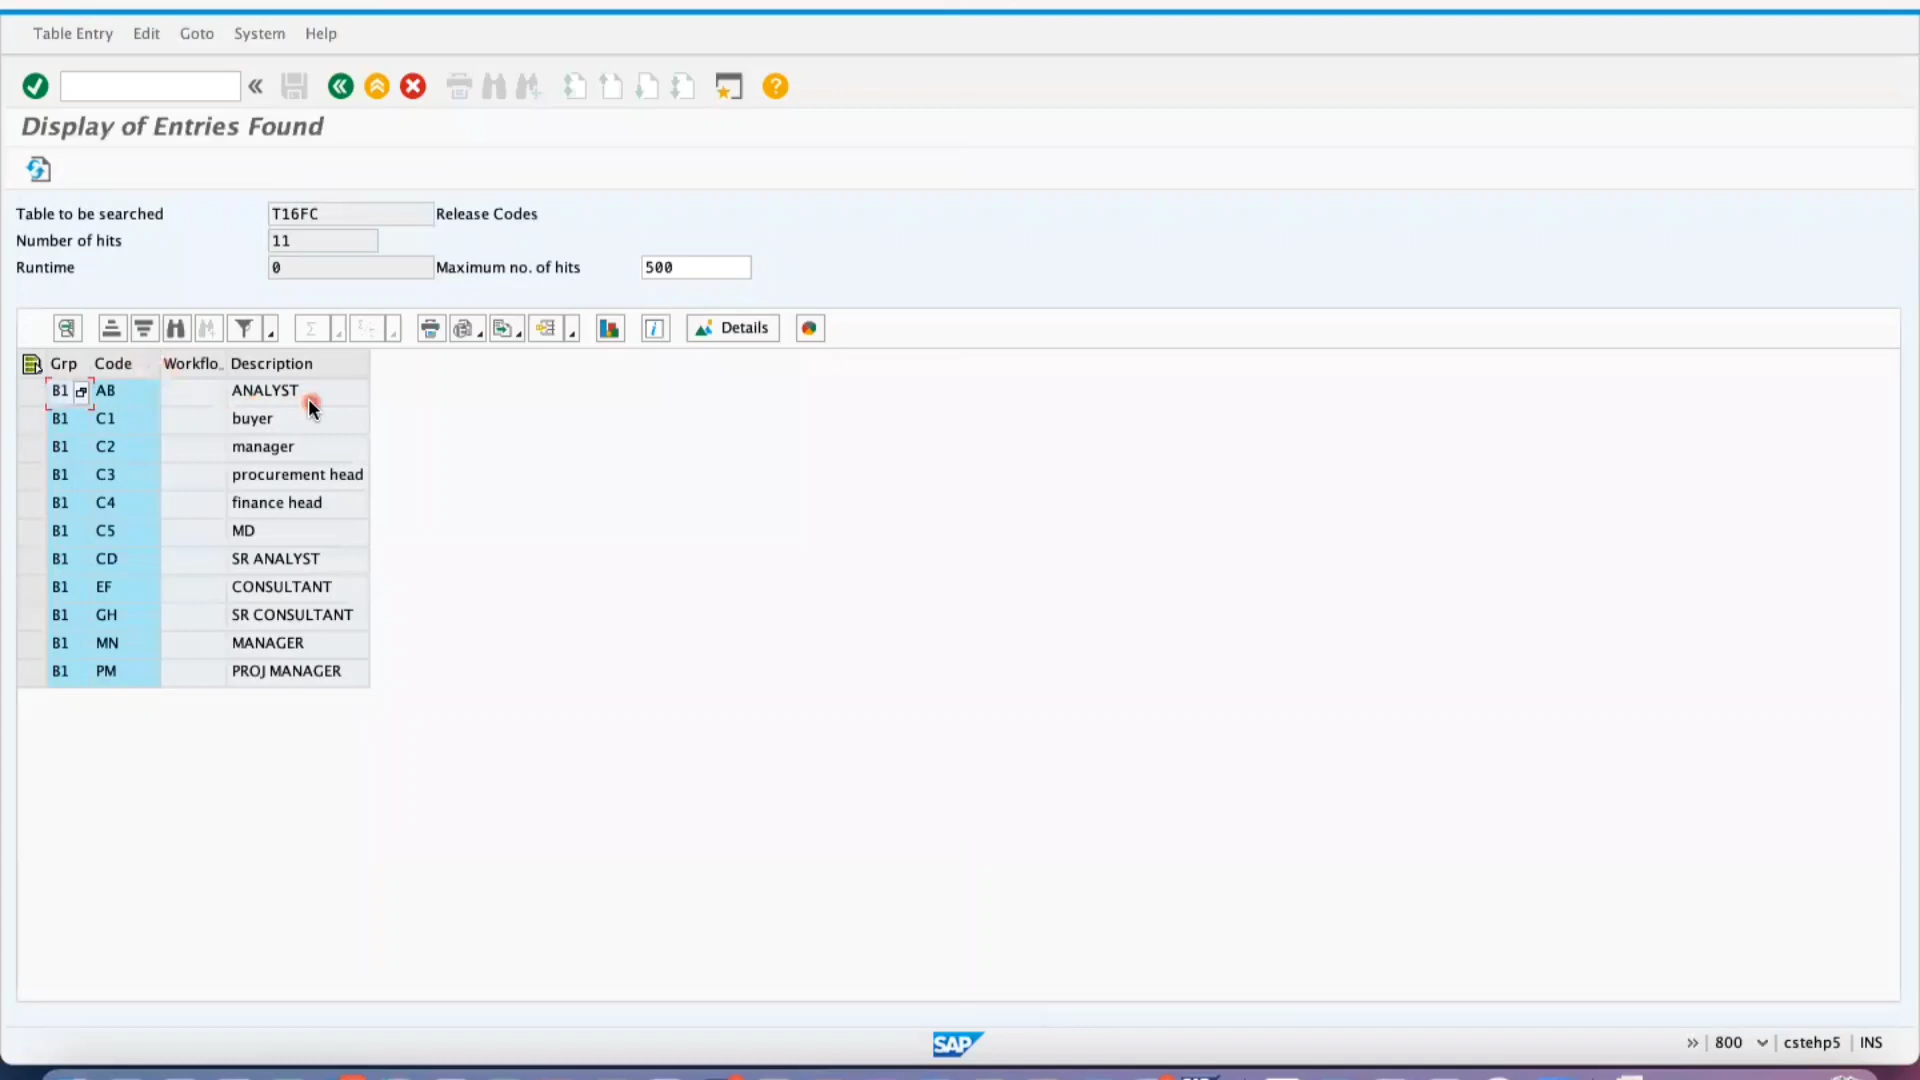 Table Entry Edit Goto System Help
Display of Entries Found
Table to be searched T16FC Release Codes
Number of hits 11
Runtime 0 Maximum no. of hits 500
Details
Grp Code Workflo.. Description
B1 AB ANALYST
B1 C1 buyer
B1 C2 manager
B1 C3 procurement head
B1 C4 finance head
B1 C5 MD
B1 CD SR ANALYST
B1 EF CONSULTANT
B1 GH SR CONSULTANT
B1 MN MANAGER
B1 PM PROJ MANAGER
SAP
» 800 cstehp5 INS